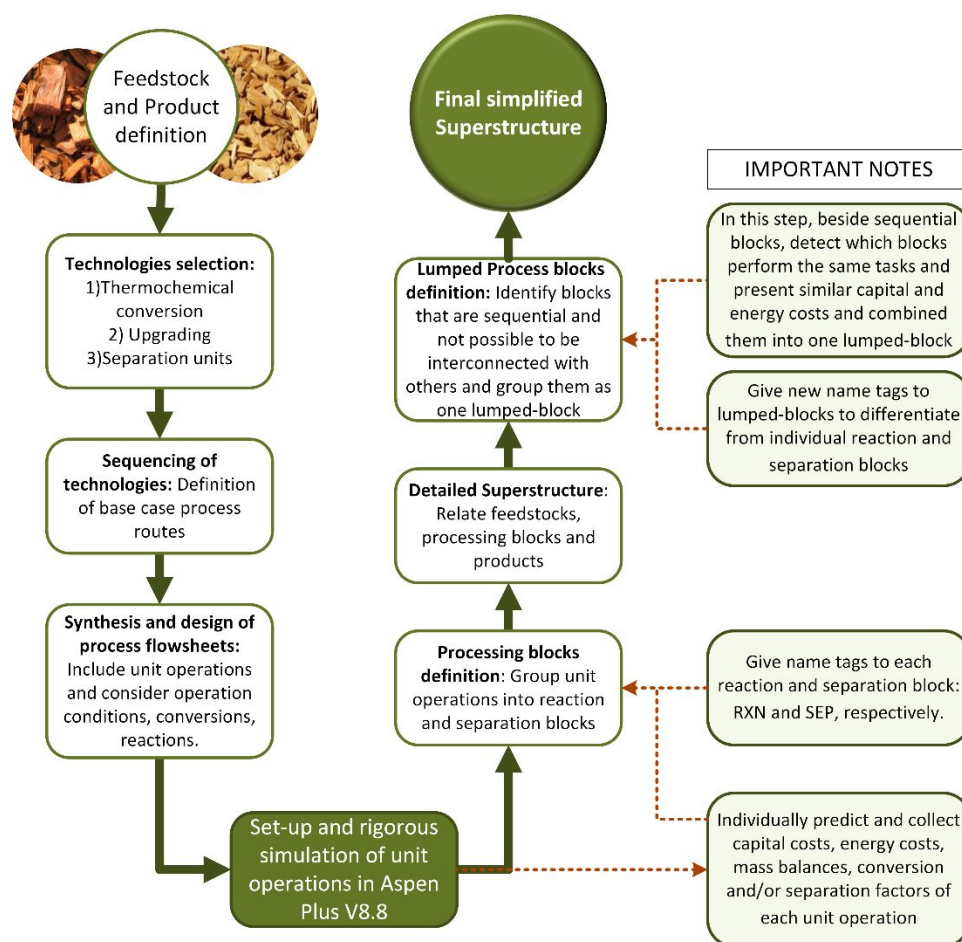 Feedstock
and Product
definition
Technologies selection:
1)Thermochemical
conversion
2) Upgrading
3)Separation units
Sequencing of
technologies: Definition
of base case process
routes
Synthesis and design of
process flowsheets:
Include unit operations
and consider operation
conditions, conversions,
reactions.
Set-up and rigorous
simulation of unit
operations in Aspen
Plus V8.8
Processing blocks
definition: Group unit
operations into reaction
and separation blocks
Detailed Superstructure:
Relate feedstocks,
processing blocks and
products
Lumped Process blocks
definition: Identify blocks
that are sequential and
not possible to be
interconnected with
others and group them as
one lumped-block
Final simplified
Superstructure
IMPORTANT NOTES
In this step, beside sequential
blocks, detect which blocks
perform the same tasks and
present similar capital and
energy costs and combined
them into one lumped-block
Give new name tags to
lumped-blocks to differentiate
from individual reaction and
separation blocks
Give name tags to each
reaction and separation block:
RXN and SEP, respectively.
Individually predict and collect
capital costs, energy costs,
mass balances, conversion
and/or separation factors of
each unit operation